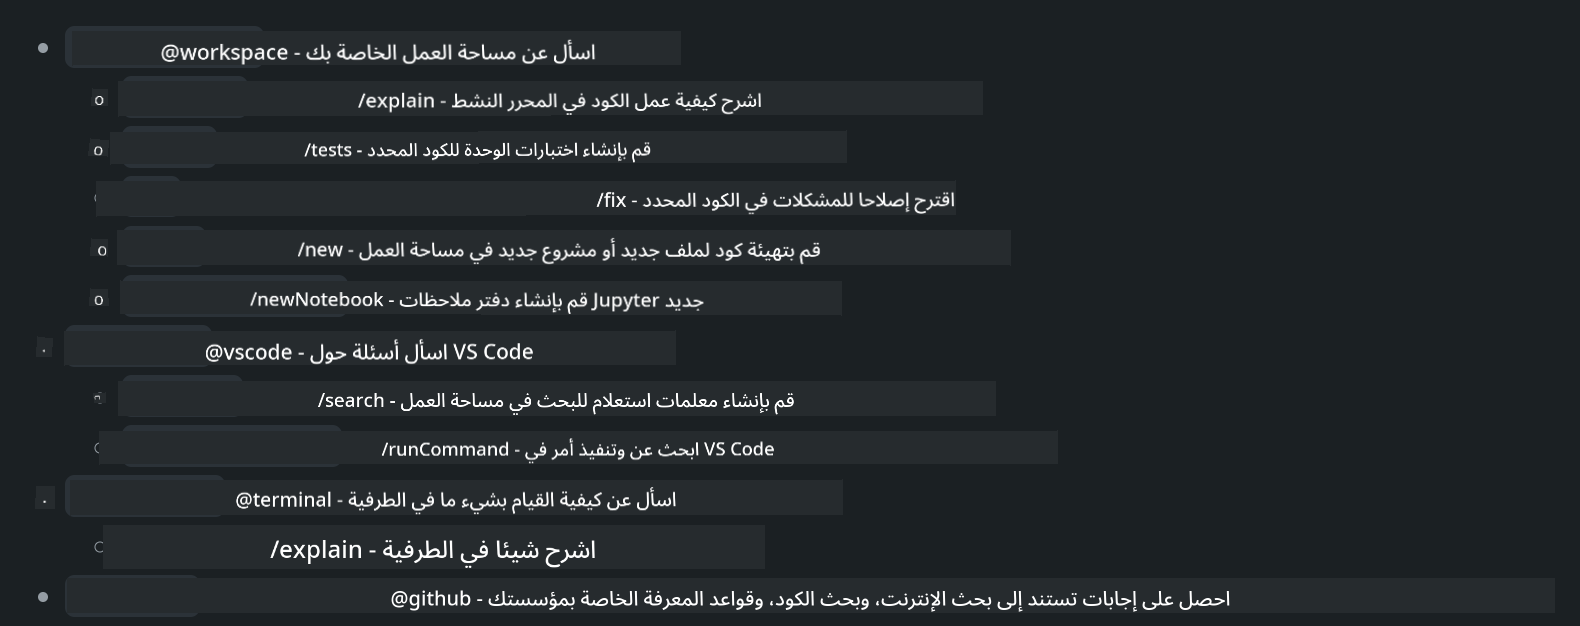 @workspace - اسأل عن مساحة العمل الخاصة بك
/explain - اشرح كيفية عمل الكود في المحرر النشط
/tests - قم بإنشاء اختبارات الوحدة للكود المحدد
/fix - اقترح إصلاحا للمشكلات في الكود المحدد
/new - قم بتهيئة كود لملف جديد أو مشروع جديد في مساحة العمل
/newNotebook - قم بإنشاء دفتر ملاحظات Jupyter جديد
@vscode - اسأل أسئلة حول VS Code
/search - قم بإنشاء معلمات استعلام للبحث في مساحة العمل
/runCommand - ابحث عن وتنفيذ أمر في VS Code
@terminal - اسأل عن كيفية القيام بشيء ما في الطرفية
/explain - اشرح شيئا في الطرفية
@github - احصل على إجابات تستند إلى بحث الإنترنت، وبحث الكود، وقواعد المعرفة الخاصة بمؤسستك